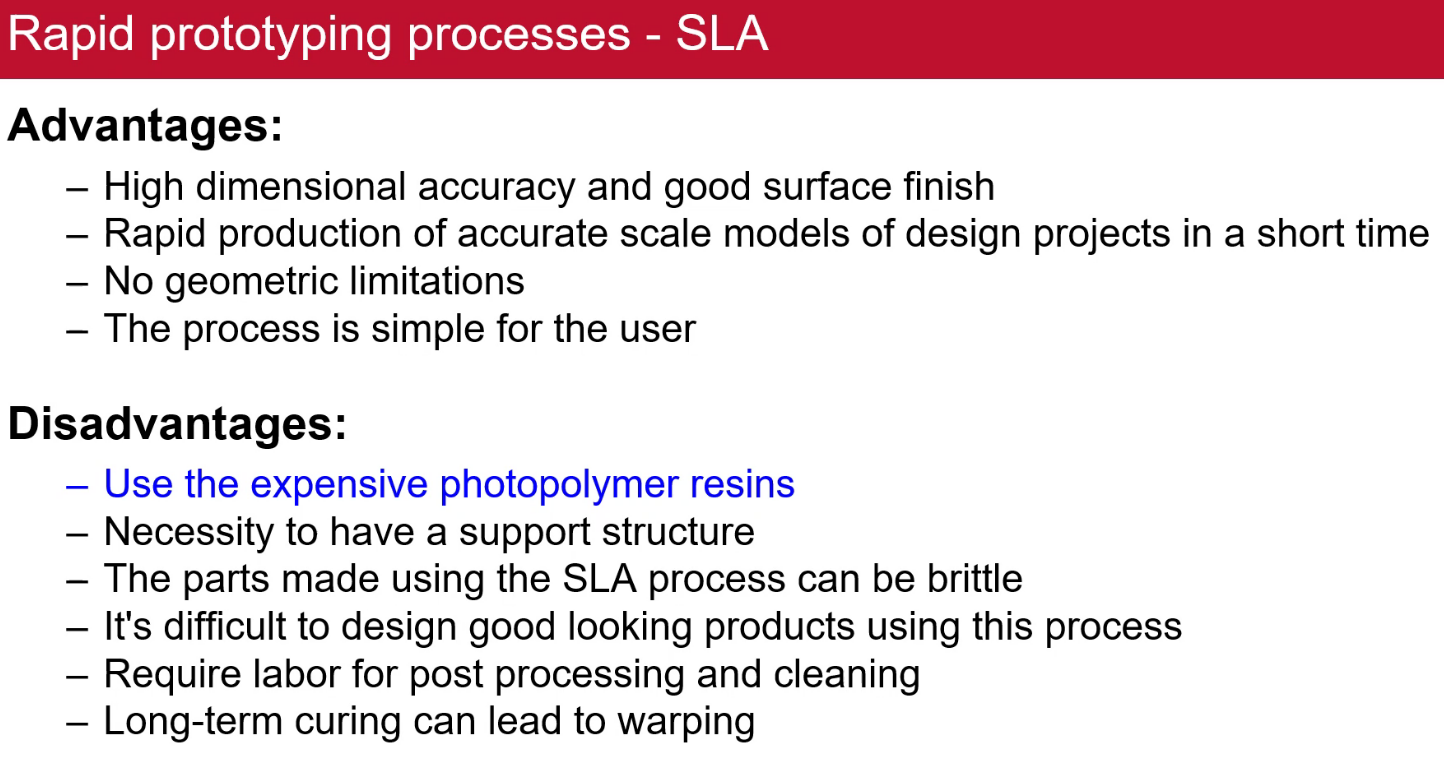 Rapid prototyping processes - SLA
Advantages:
– High dimensional accuracy and good surface finish
– Rapid production of accurate scale models of design projects in a short time
– No geometric limitations
– The process is simple for the user
Disadvantages:
– Use the expensive photopolymer resins
– Necessity to have a support structure
– The parts made using the SLA process can be brittle
– It's difficult to design good looking products using this process
– Require labor for post processing and cleaning
– Long-term curing can lead to warping